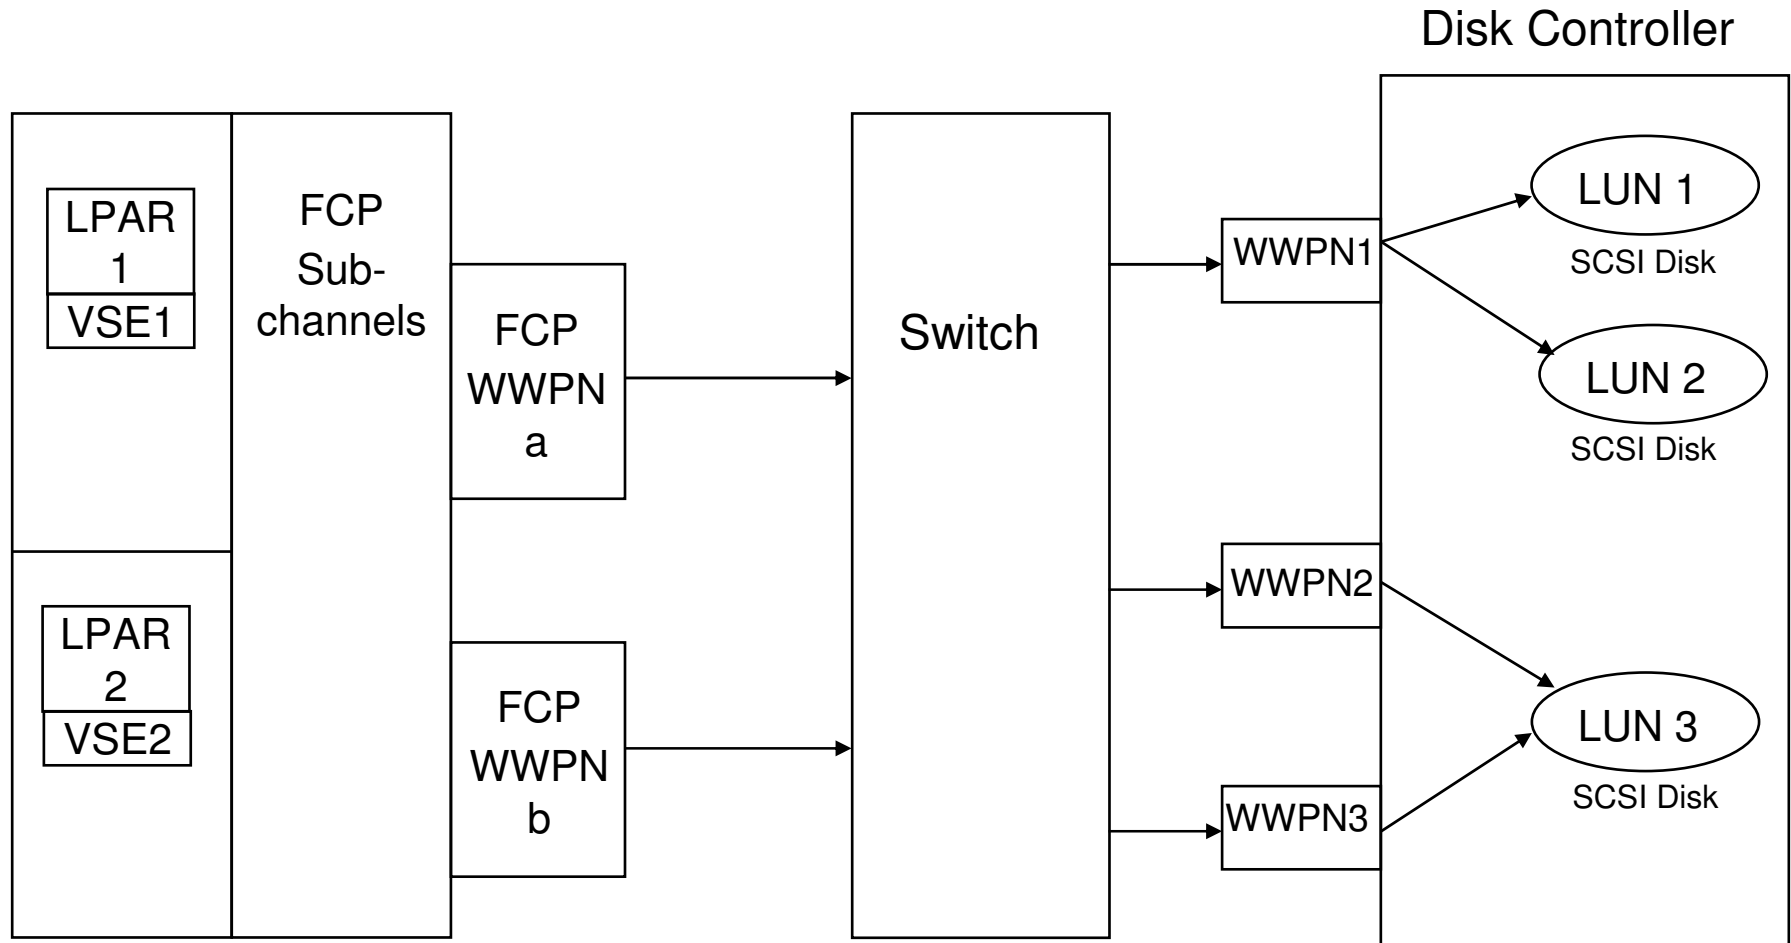 Disk Controller
LPAR
1
VSE1
LPAR
2
VSE2
FCP
Sub-
channels
FCP
WWPN
a
FCP
WWPN
b
Switch
WWPN1
WWPN2
WWPN3
LUN 1
SCSI Disk
LUN 2
SCSI Disk
LUN 3
SCSI Disk